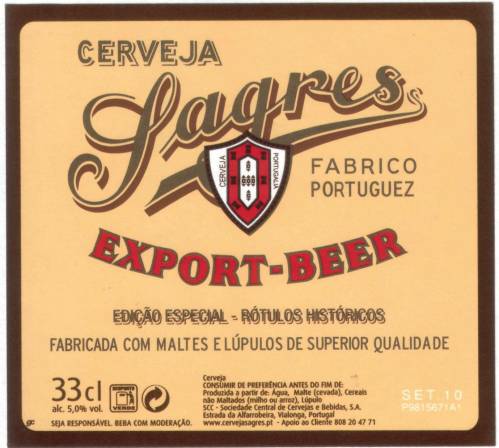 CERVEJA
Sagres
CERVEJA PORTUGALIA
FABRICO
PORTUGUEZ
EXPORT-BEER
EDIÇÃO ESPECIAL - RÓTULOS HISTÓRICOS
FABRICADA COM MALTES E LÚPULOS DE SUPERIOR QUALIDADE
33cl
alc. 5,0% vol.
VERDE
Cerveja
CONSUMIR DE PREFERÊNCIA ANTES DO FIM DE:
Produzida a partir de Água, Malte (cevada), Cereais
não Maltados (milho ou arroz), Lúpulo
SCC - Sociedade Central de Cervejas e Bebidas, S.A.
Estrada da Alfarrobeira, Vialonga, Portugal
www.cervejasagres.pt - Apoio ao Cliente 808 20 47 71
SET.10
P9815671A1
gc SEJA RESPONSÁVEL. BEBA COM MODERAÇÃO.